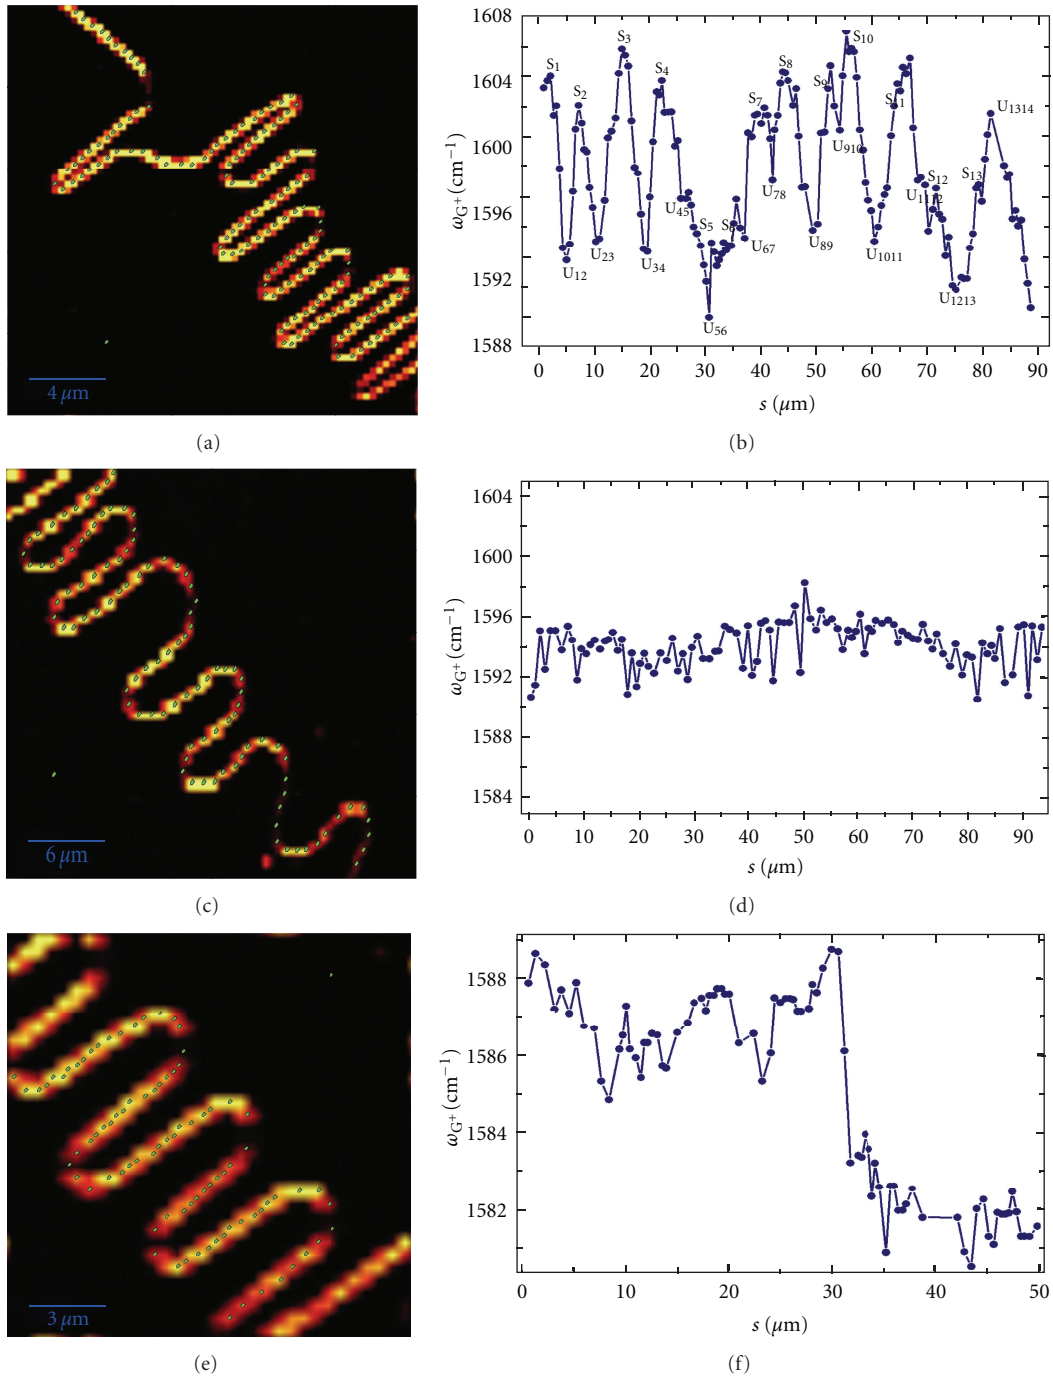 4 μm
(a)
1608
1604
1600
1596
1592
1588
ω_G+ (cm−1)
S1
S2
S3
S4
S5
S6
S7
S8
S9
S10
S11
S12
S13
U12
U23
U34
U45
U56
U67
U78
U89
U910
U1011
U1112
U1213
U1314
0 10 20 30 40 50 60 70 80 90
s (μm)
(b)
6 μm
(c)
1604
1600
1596
1592
1588
1584
ω_G+ (cm−1)
0 10 20 30 40 50 60 70 80 90
s (μm)
(d)
3 μm
(e)
1588
1586
1584
1582
ω_G+ (cm−1)
0 10 20 30 40 50
s (μm)
(f)